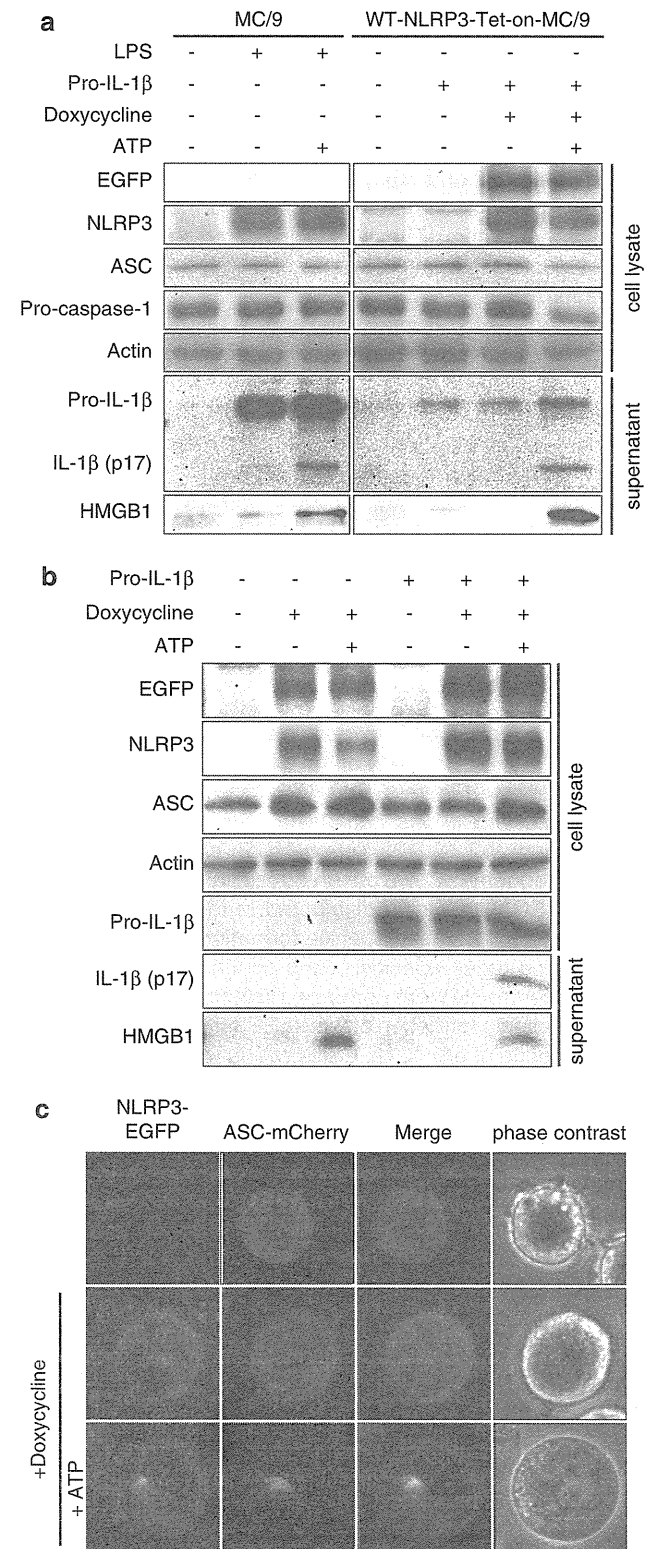 a
MC/9 WT-NLRP3-Tet-on-MC/9
LPS - + + - - - -
Pro-IL-1β - - - - + + +
Doxycycline - - - - - + +
ATP - - + - - - +
EGFP
NLRP3
ASC
Pro-caspase-1
Actin
cell lysate
Pro-IL-1β
IL-1β (p17)
HMGB1
supernatant
b
Pro-IL-1β - - - + + +
Doxycycline - + + - + +
ATP - - + - - +
EGFP
NLRP3
ASC
Actin
Pro-IL-1β
cell lysate
IL-1β (p17)
HMGB1
supernatant
c
NLRP3-
EGFP ASC-mCherry Merge phase contrast
+Doxycycline
+ ATP